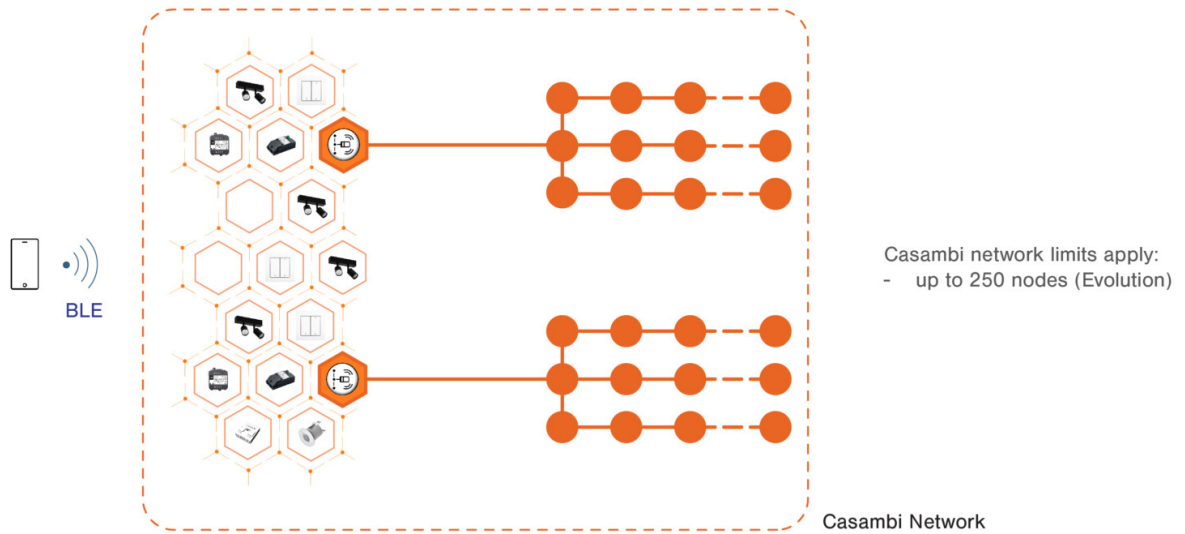 BLE
Casambi network limits apply:
- up to 250 nodes (Evolution)
Casambi Network